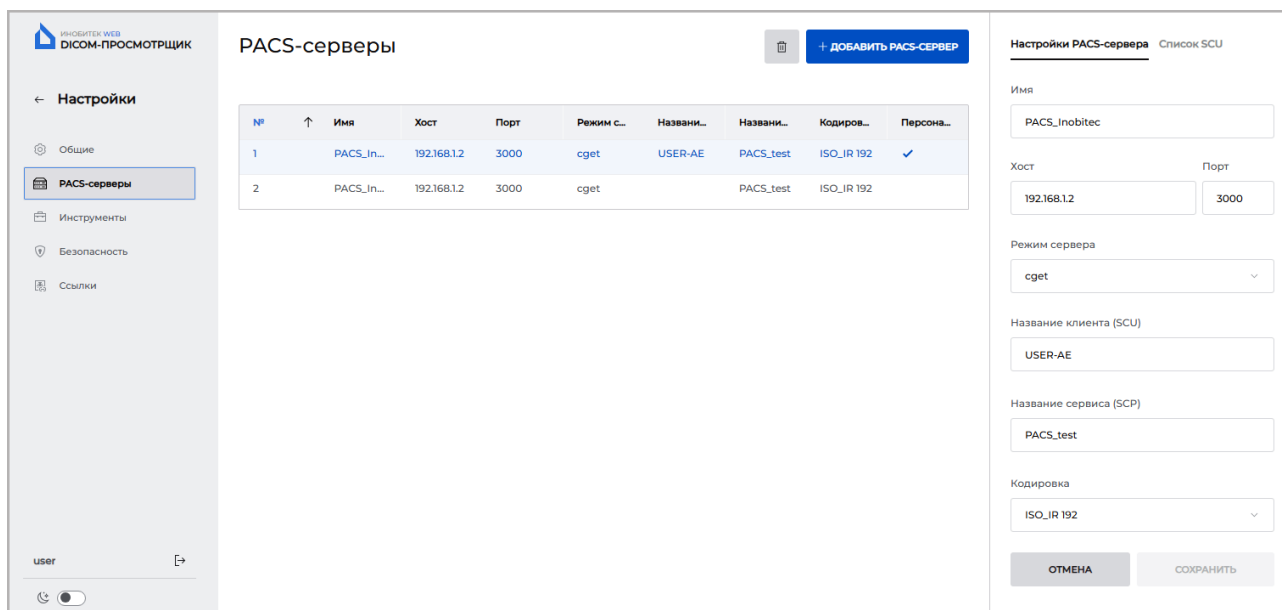 ИНОБИТЕК WEB
DICOM-ПРОСМОТРЩИК
← Настройки
Общие
PACS-серверы
Инструменты
Безопасность
Ссылки
user
PACS-серверы
+ ДОБАВИТЬ PACS-СЕРВЕР
№ ↑ Имя Хост Порт Режим с... Названи... Названи... Кодиров... Персона...
1 PACS_In... 192.168.1.2 3000 cget USER-AE PACS_test ISO_IR 192 ✓
2 PACS_In... 192.168.1.2 3000 cget PACS_test ISO_IR 192
Настройки PACS-сервера Список SCU
Имя
PACS_Inobitec
Хост Порт
192.168.1.2 3000
Режим сервера
cget
Название клиента (SCU)
USER-AE
Название сервиса (SCP)
PACS_test
Кодировка
ISO_IR 192
ОТМЕНА СОХРАНИТЬ